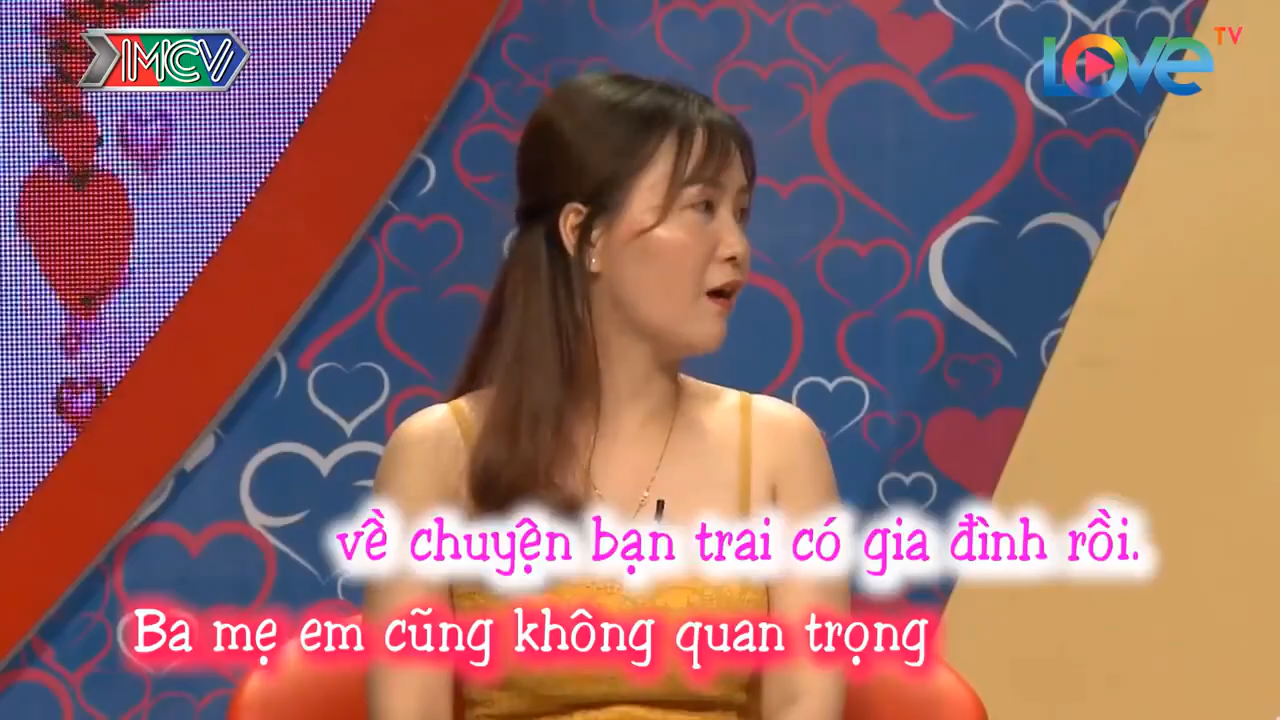 MCV
LOVE TV
về chuyện bạn trai có gia đình rồi.
Ba mẹ em cũng không quan trọng